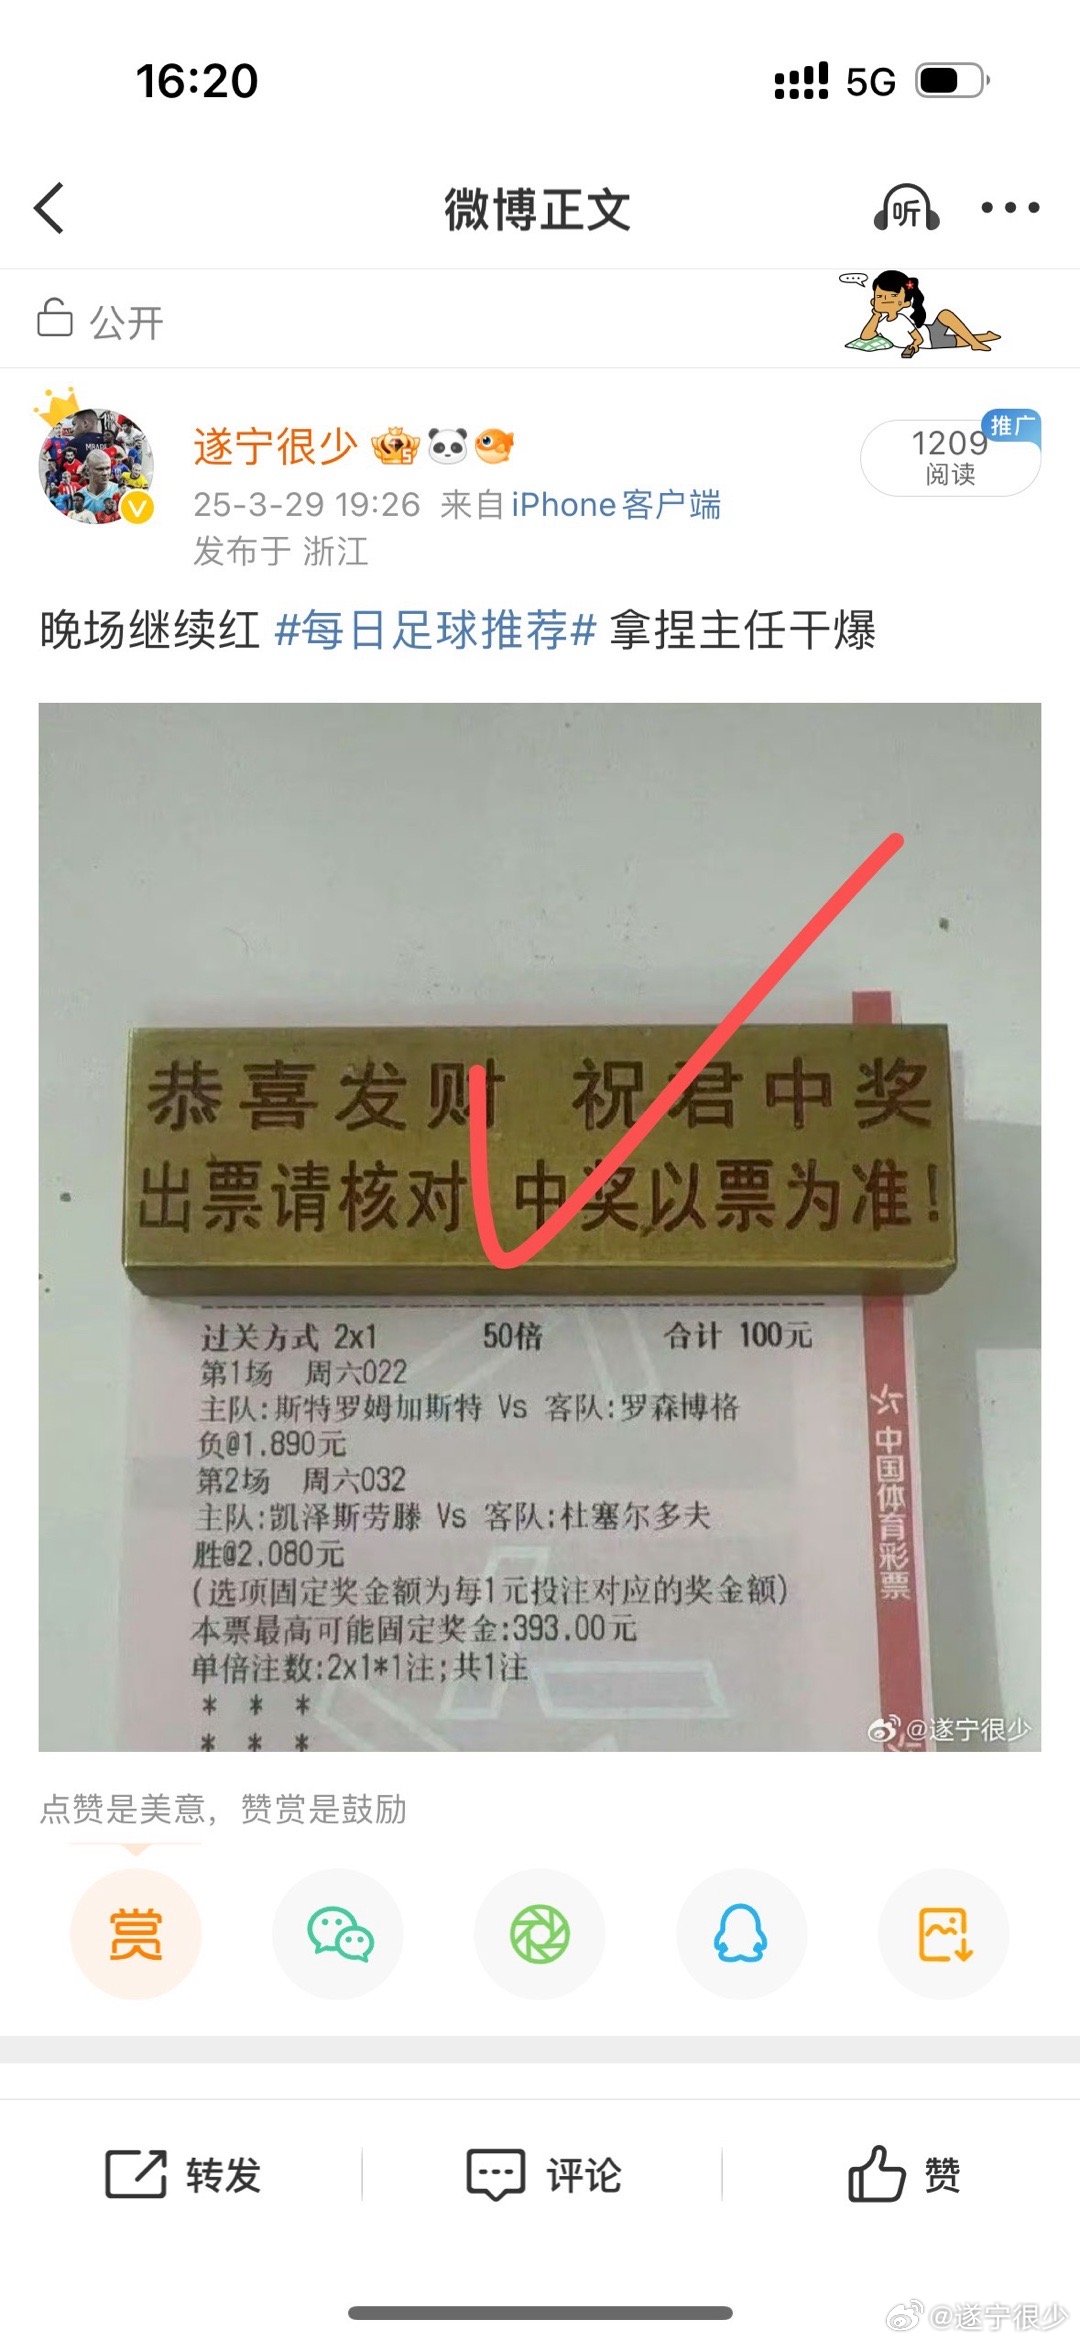 16:20
5G
微博正文
听
公开
遂宁很少
推广
1209
阅读
25-3-29 19:26 来自 iPhone客户端
发布于 浙江
晚场继续红 #每日足球推荐# 拿捏主任干爆
恭喜发财 祝君中奖
出票请核对 中奖以票为准!
过关方式 2x1 50倍 合计 100元
第1场 周六022
主队:斯特罗姆加斯特 Vs 客队:罗森博格
负@1.890元
第2场 周六032
主队:凯泽斯劳滕 Vs 客队:杜塞尔多夫
胜@2.080元
(选项固定奖金额为每1元投注对应的奖金额)
本票最高可能固定奖金:393.00元
单倍注数:2x1*1注;共1注
* * *
* * *
中国体育彩票
@遂宁很少
点赞是美意，赞赏是鼓励
赏
转发
评论
赞
@遂宁很少